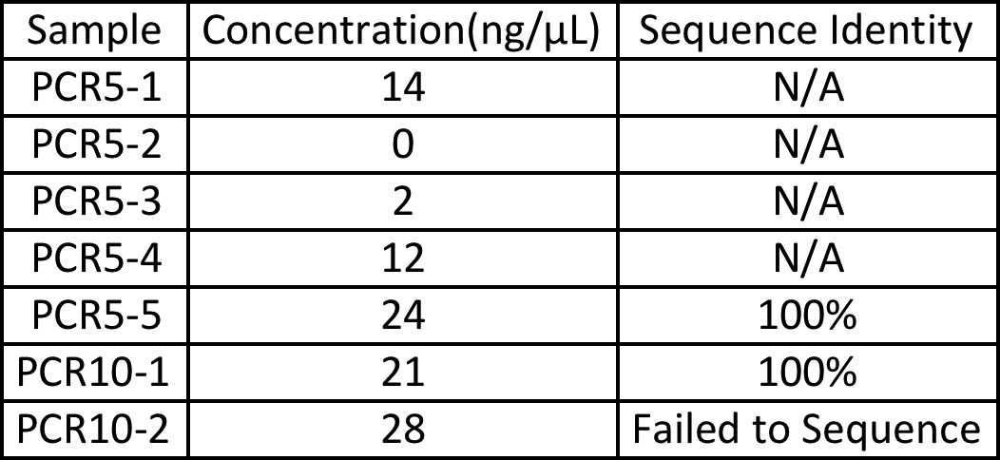 Sample Concentration(ng/µL) Sequence Identity
PCR5-1 14 N/A
PCR5-2 0 N/A
PCR5-3 2 N/A
PCR5-4 12 N/A
PCR5-5 24 100%
PCR10-1 21 100%
PCR10-2 28 Failed to Sequence